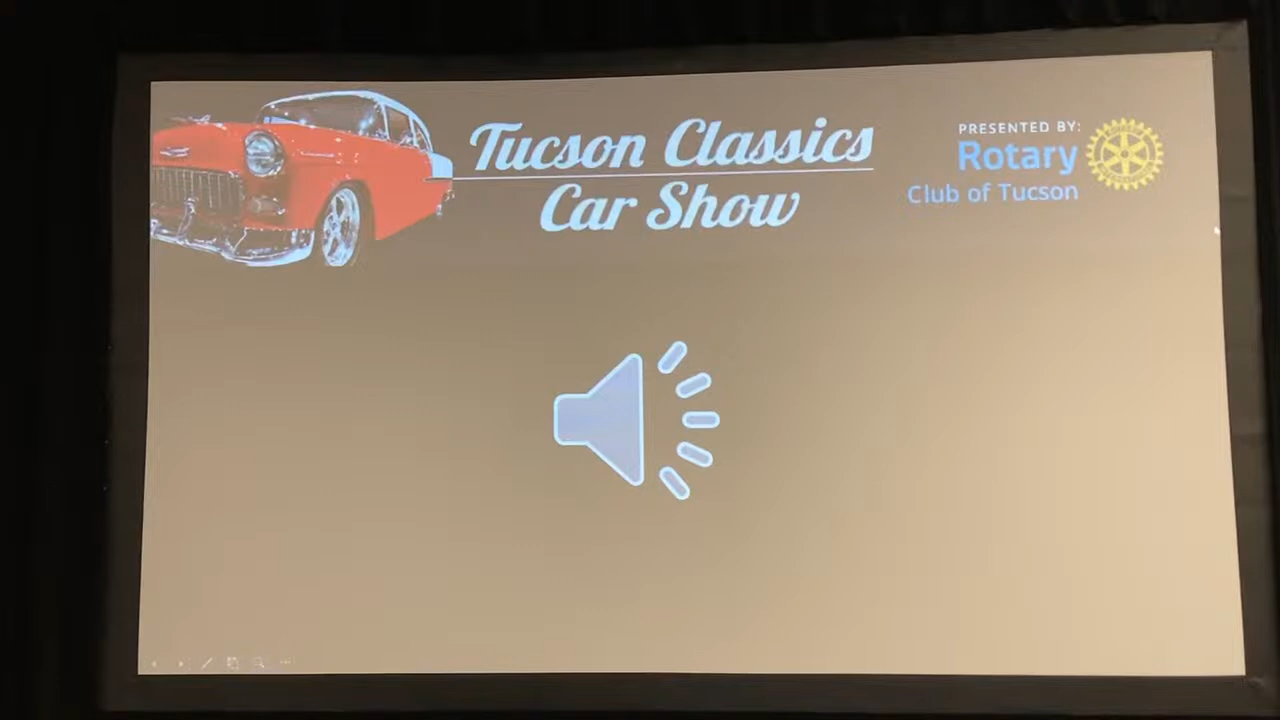 Tucson Classics
Car Show
PRESENTED BY:
Rotary
Club of Tucson